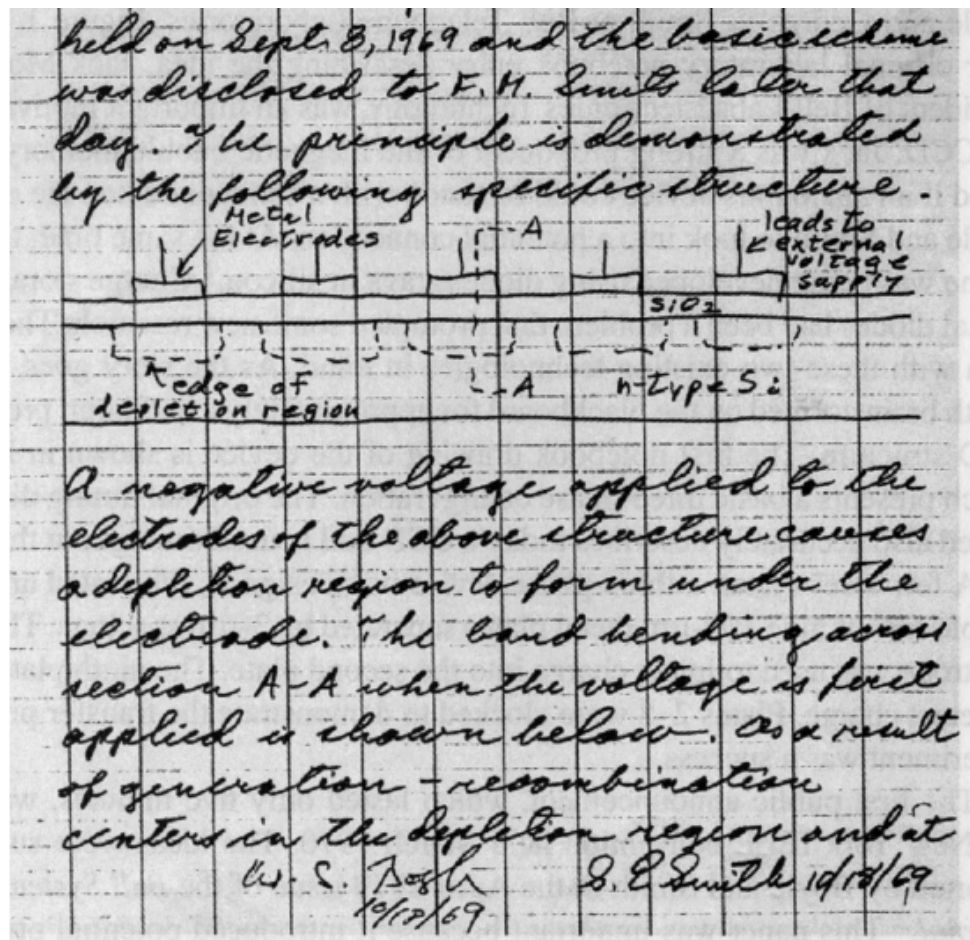 held on Sept. 8, 1969 and the basic scheme
was disclosed to F. M. Smits later that
day The principle is demonstrated
by the following specific structure
Metal
Electrodes
A
leads to
externa
voltage
supply
SiO2
edge of
depletion region
A
n-type Si
A negative voltage applied to the
electrodes of the above structure causes
a depletion region to form under the
electrode. The band bending across
section A-A when the voltage is first
applied is shown below. As a result
of generation - recombination
centers in the depletion region and at
W. S. Boyle
G E Smith 10/18/69
10/18/69